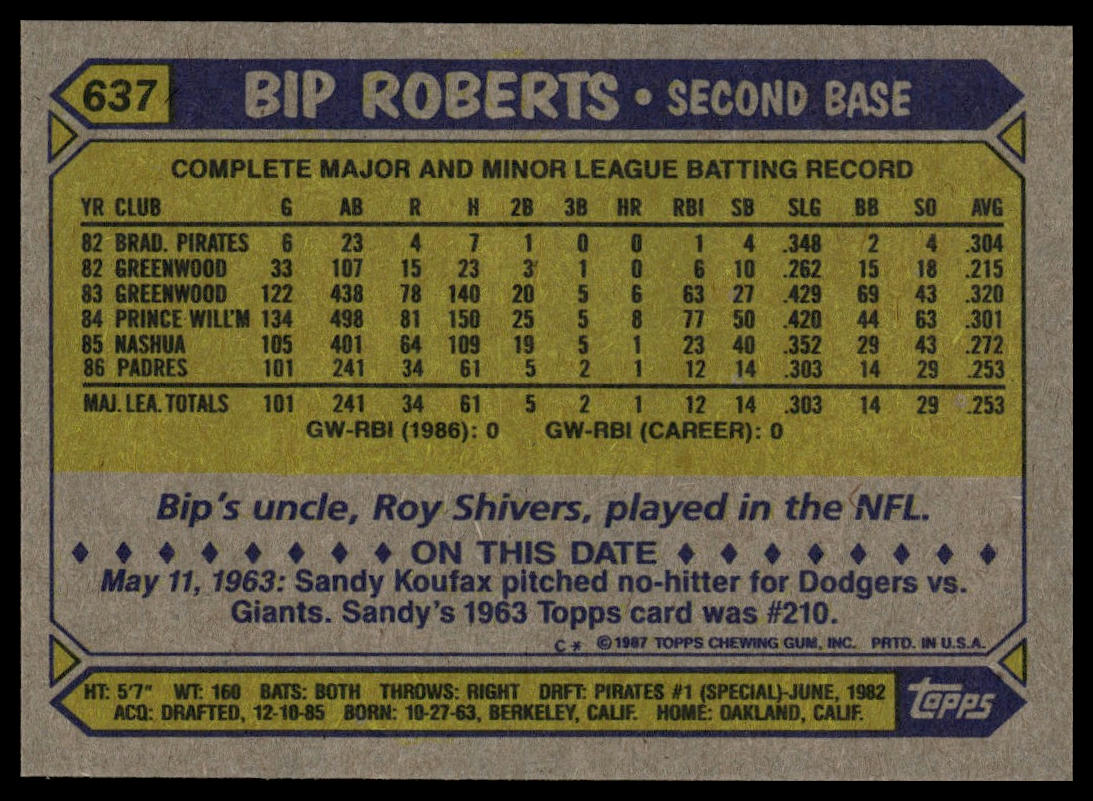 637 BIP ROBERTS • SECOND BASE
COMPLETE MAJOR AND MINOR LEAGUE BATTING RECORD
YR CLUB G AB R H 2B 3B HR RBI SB SLG BB SO AVG
82 BRAD. PIRATES 6 23 4 7 1 0 0 1 4 .348 2 4 .304
82 GREENWOOD 33 107 15 23 3 1 0 6 10 .262 15 18 .215
83 GREENWOOD 122 438 78 140 20 5 6 63 27 .429 69 43 .320
84 PRINCE WILL'M 134 498 81 150 25 5 8 77 50 .420 44 63 .301
85 NASHUA 105 401 64 109 19 5 1 23 40 .352 29 43 .272
86 PADRES 101 241 34 61 5 2 1 12 14 .303 14 29 .253
MAJ. LEA. TOTALS 101 241 34 61 5 2 1 12 14 .303 14 29 .253
GW-RBI (1986): 0 GW-RBI (CAREER): 0
Bip's uncle, Roy Shivers, played in the NFL.
♦ ♦ ♦ ♦ ♦ ♦ ♦ ♦ ON THIS DATE ♦ ♦ ♦ ♦ ♦ ♦ ♦ ♦
May 11, 1963: Sandy Koufax pitched no-hitter for Dodgers vs.
Giants. Sandy's 1963 Topps card was #210.
C* © 1987 TOPPS CHEWING GUM, INC. PRTD. IN U.S.A.
HT: 5'7" WT: 160 BATS: BOTH THROWS: RIGHT DRFT: PIRATES #1 (SPECIAL)-JUNE, 1982
ACQ: DRAFTED, 12-10-85 BORN: 10-27-63, BERKELEY, CALIF. HOME: OAKLAND, CALIF.
topps